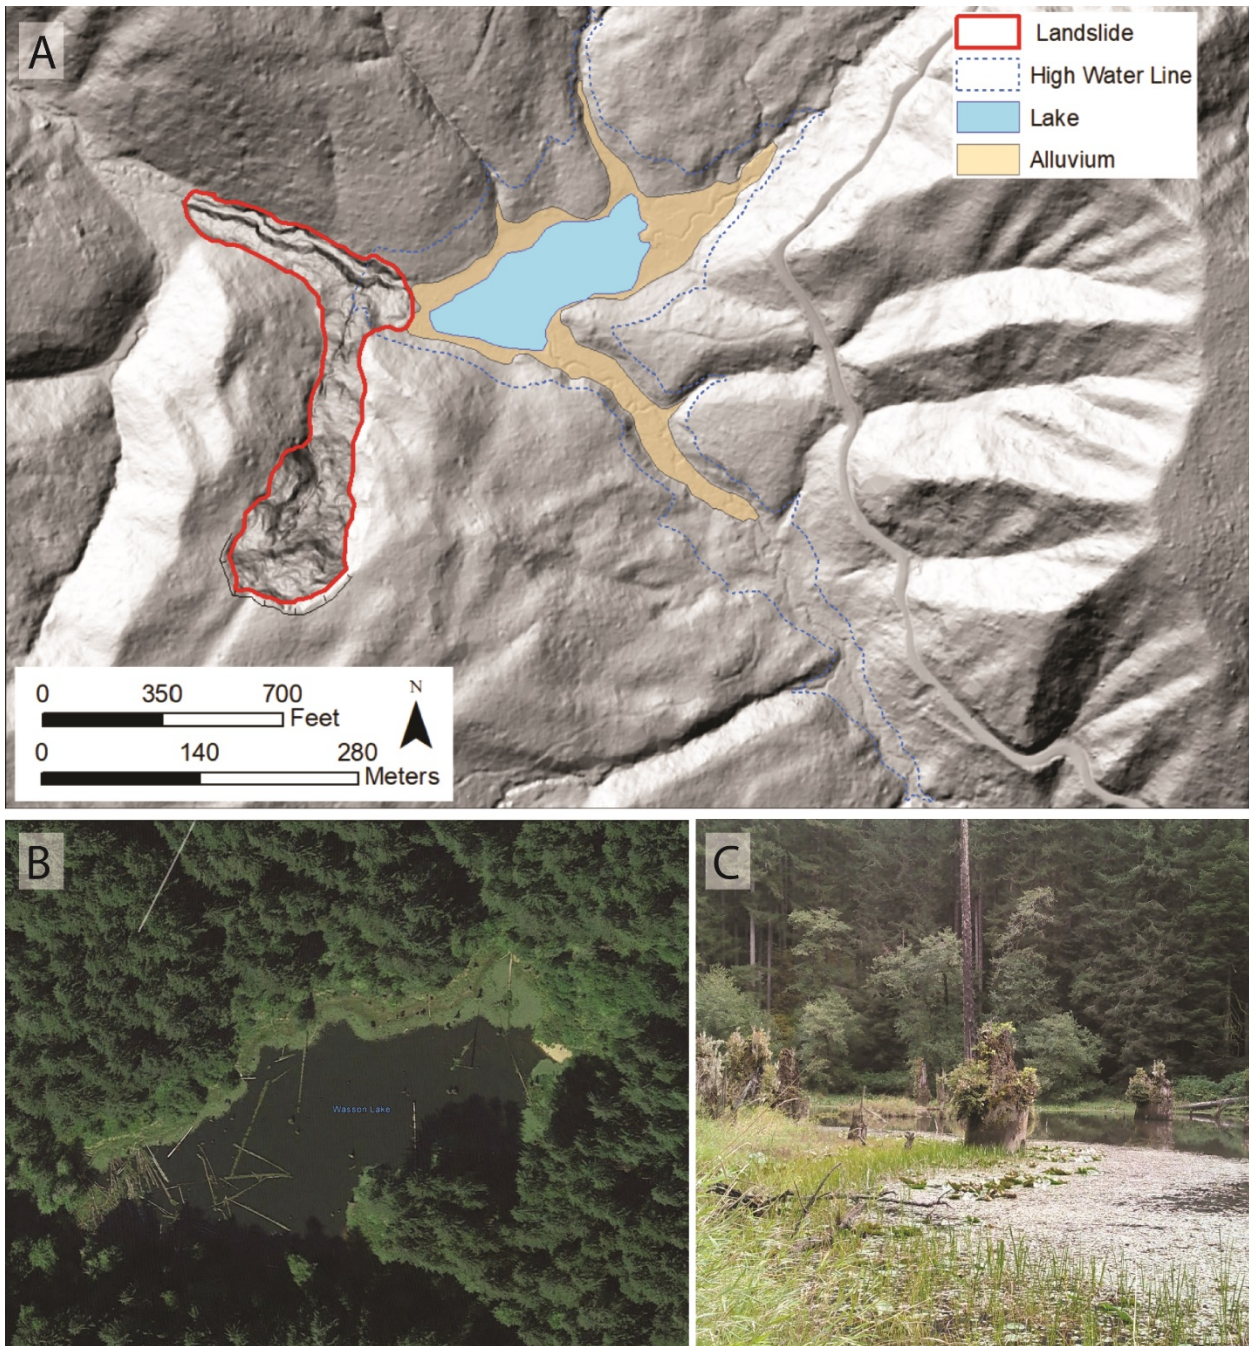 A
Landslide
High Water Line
Lake
Alluvium
0 350 700
Feet
N
0 140 280
Meters
B
Wasson Lake
C